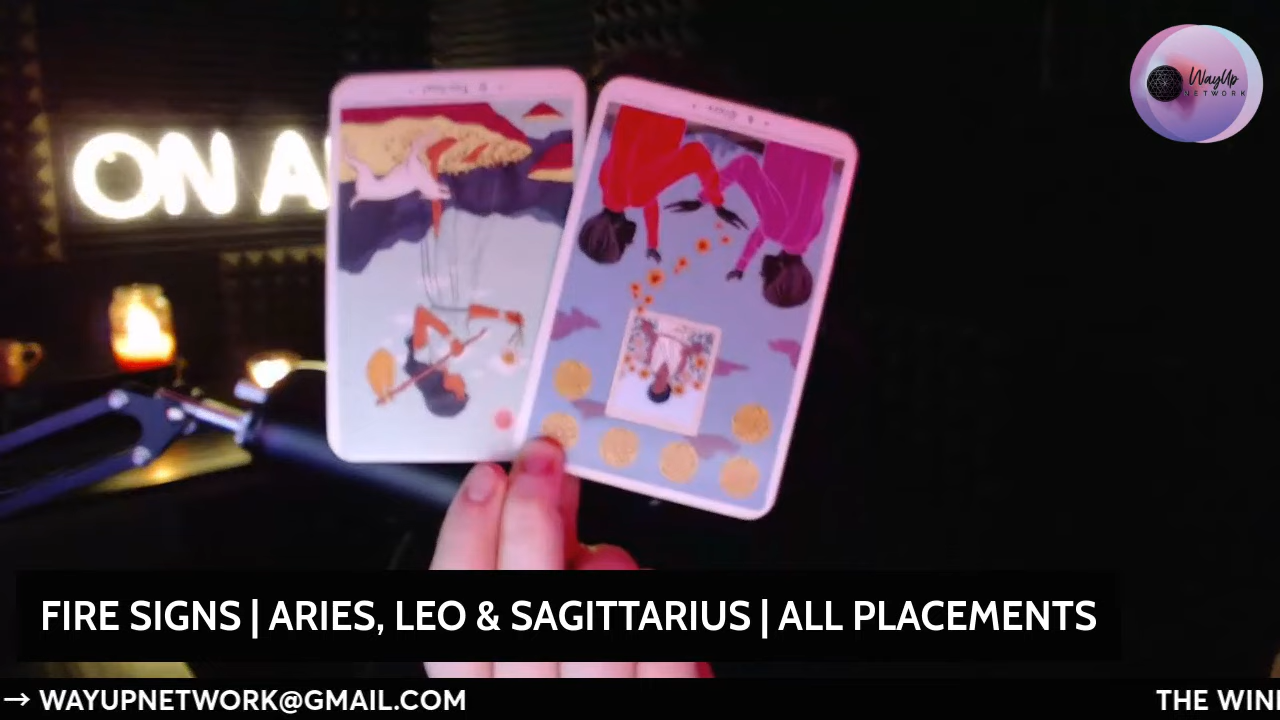 ON A
WayUp
NETWORK
FIRE SIGNS | ARIES, LEO & SAGITTARIUS | ALL PLACEMENTS
→ WAYUPNETWORK@GMAIL.COM
THE WIN